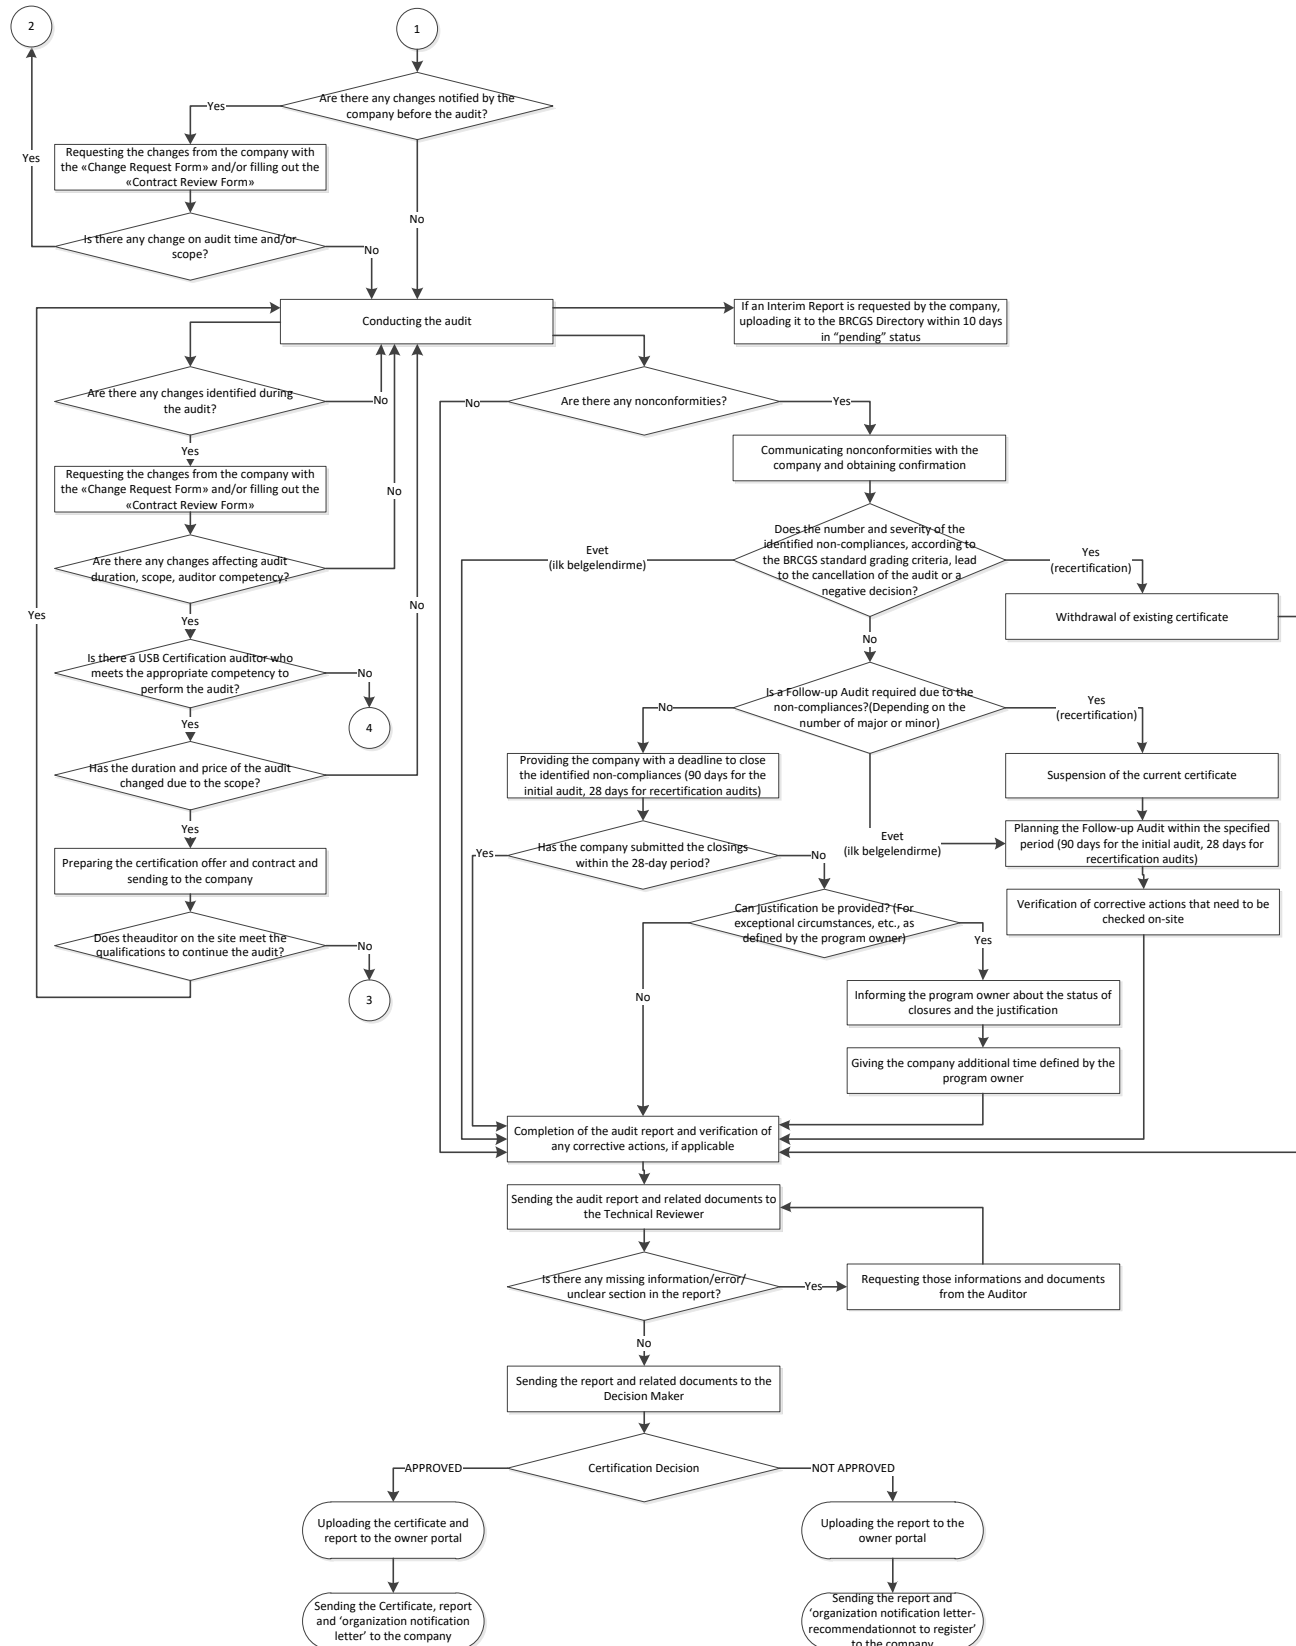 2
1
Are there any changes notified by the
company before the audit?
Yes
Requesting the changes from the company with
the «Change Request Form» and/or filling out the
«Contract Review Form»
Yes
No
Is there any change on audit time and/or
scope?
No
Conducting the audit
If an Interim Report is requested by the company,
uploading it to the BRCGS Directory within 10 days
in “pending” status
Are there any changes identified during
the audit?
No
Yes
Requesting the changes from the company with
the «Change Request Form» and/or filling out the
«Contract Review Form»
No
Are there any changes affecting audit
duration, scope, auditor competency?
Yes
No
Yes
Is there a USB Certification auditor who
meets the appropriate competency to
perform the audit?
No
4
Yes
Has the duration and price of the audit
changed due to the scope?
Yes
Preparing the certification offer and contract and
sending to the company
Does theauditor on the site meet the
qualifications to continue the audit?
No
3
Are there any nonconformities?
No
Yes
Communicating nonconformities with the
company and obtaining confirmation
Does the number and severity of the
identified non-compliances, according to
the BRCGS standard grading criteria, lead
to the cancellation of the audit or a
negative decision?
Evet
(ilk belgelendirme)
Yes
(recertification)
Withdrawal of existing certificate
No
Is a Follow-up Audit required due to the
non-compliances?(Depending on the
number of major or minor)
No
Yes
(recertification)
Providing the company with a deadline to close
the identified non-compliances (90 days for the
initial audit, 28 days for recertification audits)
Suspension of the current certificate
Evet
(ilk belgelendirme)
Planning the Follow-up Audit within the specified
period (90 days for the initial audit, 28 days for
recertification audits)
Has the company submitted the closings
within the 28-day period?
Yes
No
Verification of corrective actions that need to be
checked on-site
Can justification be provided? (For
exceptional circumstances, etc., as
defined by the program owner)
Yes
No
Informing the program owner about the status of
closures and the justification
Giving the company additional time defined by the
program owner
Completion of the audit report and verification of
any corrective actions, if applicable
Sending the audit report and related documents to
the Technical Reviewer
Is there any missing information/error/
unclear section in the report?
Yes
Requesting those informations and documents
from the Auditor
No
Sending the report and related documents to the
Decision Maker
Certification Decision
APPROVED
NOT APPROVED
Uploading the certificate and
report to the owner portal
Uploading the report to the
owner portal
Sending the Certificate, report
and ‘organization notification
letter’ to the company
Sending the report and
‘organization notification letter-
recommendationnot to register’
to the company